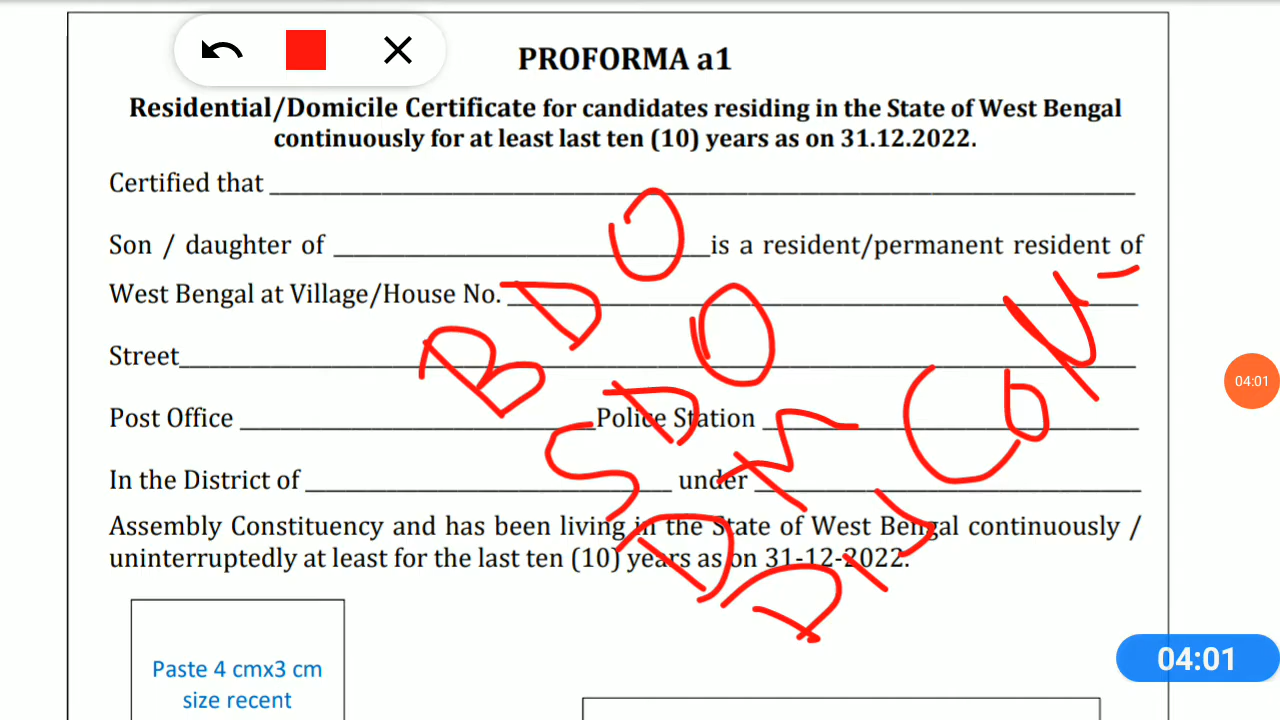 PROFORMA a1
Residential/Domicile Certificate for candidates residing in the State of West Bengal
continuously for at least last ten (10) years as on 31.12.2022.
Certified that
Son / daughter of is a resident/permanent resident of
West Bengal at Village/House No.
Street
Post Office Police Station
In the District of under
Assembly Constituency and has been living in the State of West Bengal continuously /
uninterruptedly at least for the last ten (10) years as on 31-12-2022.
Paste 4 cmx3 cm
size recent
BDO
SDO
DM
04:01
04:01